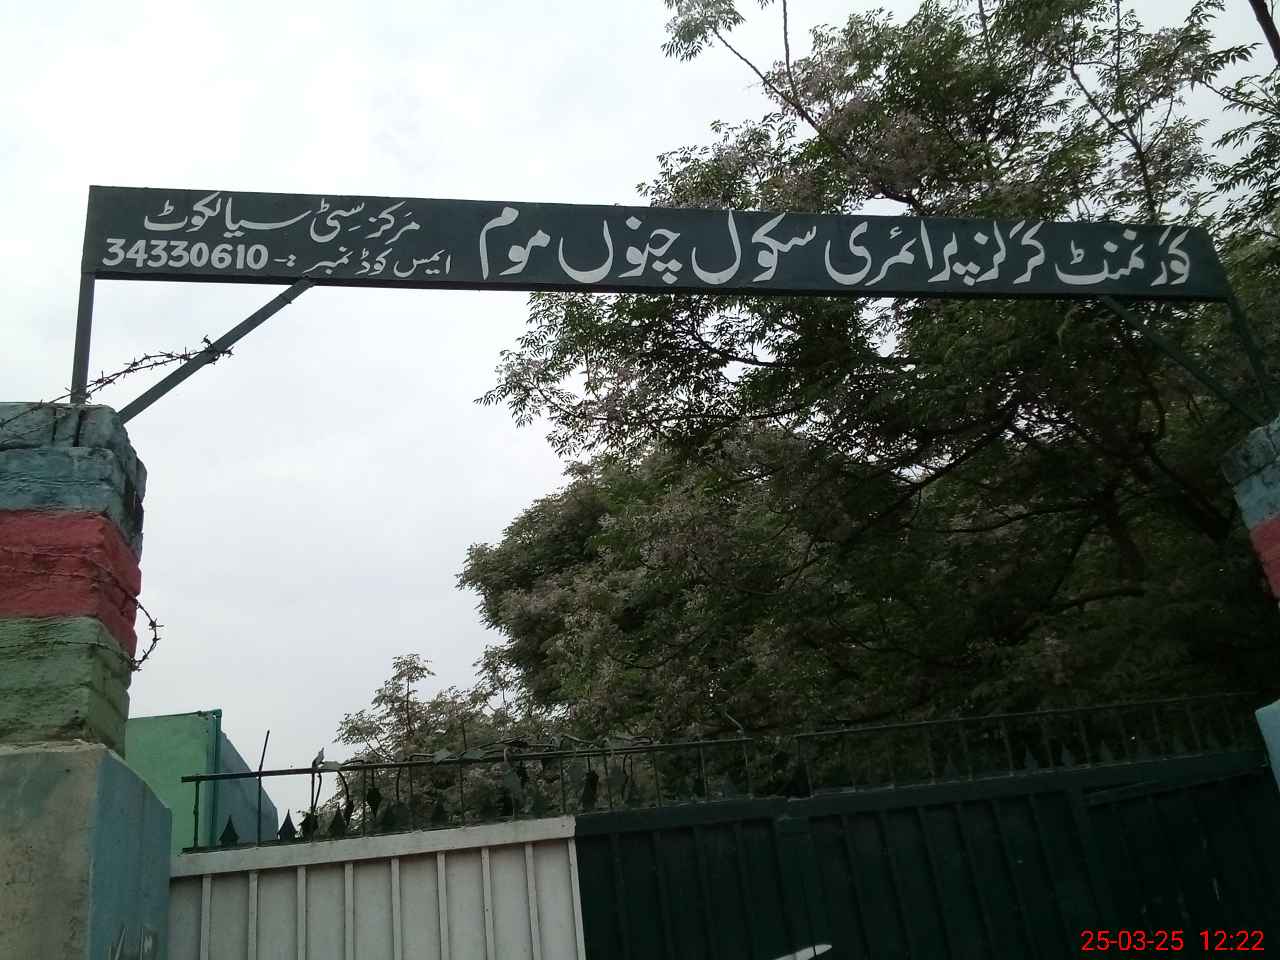 گورنمنٹ گرلز پرائمری سکول چنوں موم
مرکز سٹی سیالکوٹ
ایمس کوڈ نمبر :- 34330610
25-03-25 12:22